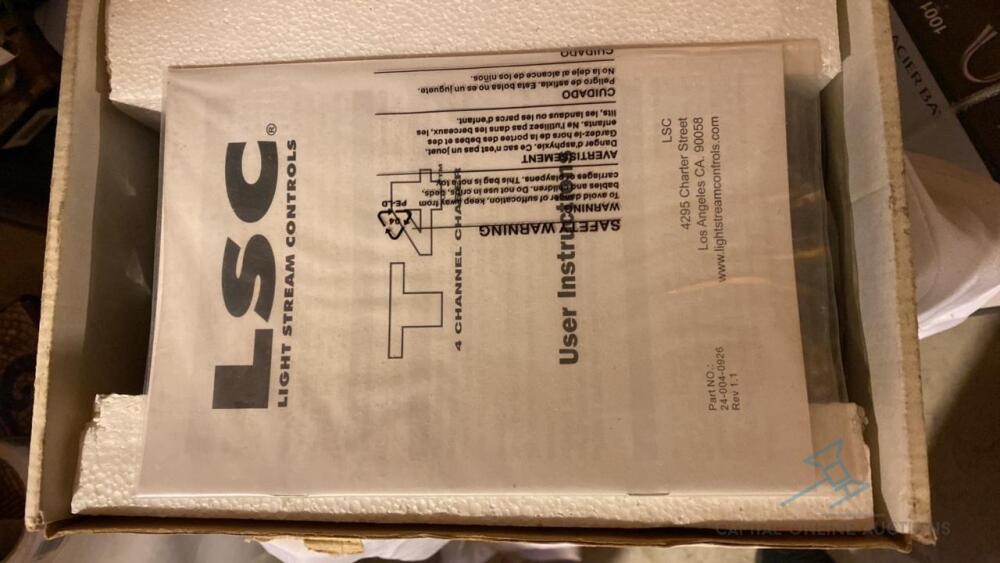 LSC®
LIGHT STREAM CONTROLS
4 CHANNEL CHASER
User Instructions
Part NO.:
24-004-0926
Rev 1.1
LSC
4295 Charter Street
Los Angeles CA. 90058
www.lightstreamcontrols.com
SAFETY WARNING
WARNING
To avoid danger of suffocation, keep away from
babies and children. Do not use in cribs, beds,
carriages or playpens. This bag is not a toy.
04
PE-LD
AVERTISSEMENT
Danger d'asphyxie. Ce sac n'est pas un jouet.
Garder-le hors de portée des bebes et des
enfants. Ne l'utilisez pas dans les berceaux, les
lits, les landaus ou les parcs d'enfant.
CUIDADO
Peligro de asfixia. Esta bolsa no es un juguete.
No la deje al alcance de los niños.
CUIDADO
1001
CAPITAL ONLINE AUCTIONS